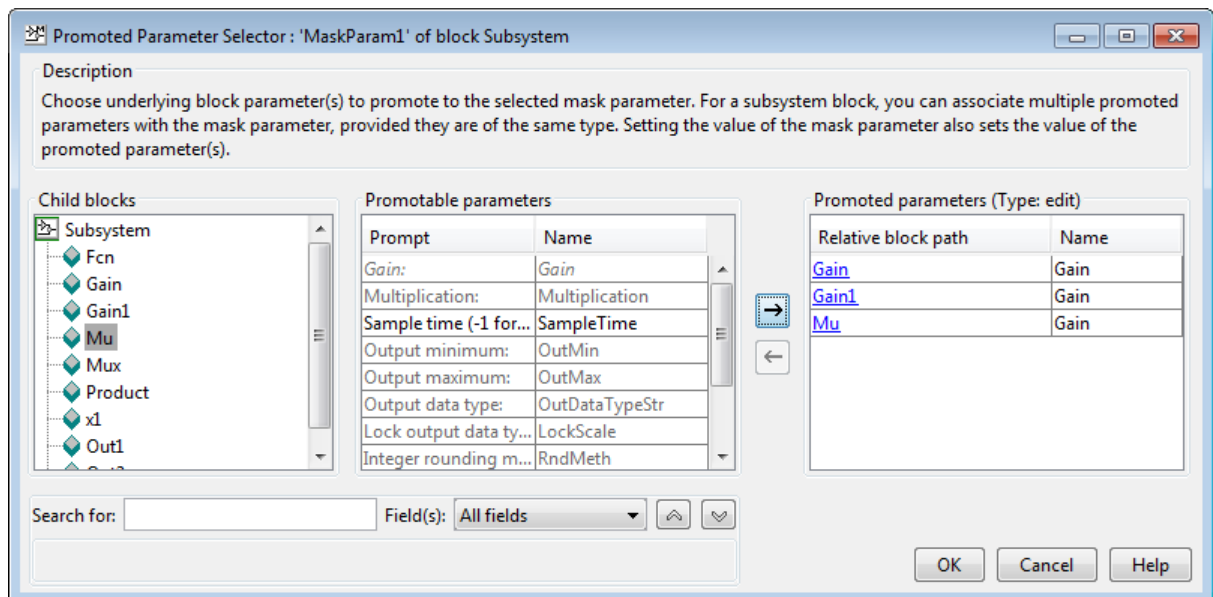 Promoted Parameter Selector : 'MaskParam1' of block Subsystem
Description
Choose underlying block parameter(s) to promote to the selected mask parameter. For a subsystem block, you can associate multiple promoted
parameters with the mask parameter, provided they are of the same type. Setting the value of the mask parameter also sets the value of the
promoted parameter(s).
Child blocks
Subsystem
Fcn
Gain
Gain1
Mu
Mux
Product
x1
Out1
Promotable parameters
Prompt Name
Gain: Gain
Multiplication: Multiplication
Sample time (-1 for... SampleTime
Output minimum: OutMin
Output maximum: OutMax
Output data type: OutDataTypeStr
Lock output data ty... LockScale
Integer rounding m... RndMeth
Promoted parameters (Type: edit)
Relative block path Name
Gain Gain
Gain1 Gain
Mu Gain
Search for:
Field(s): All fields
OK Cancel Help